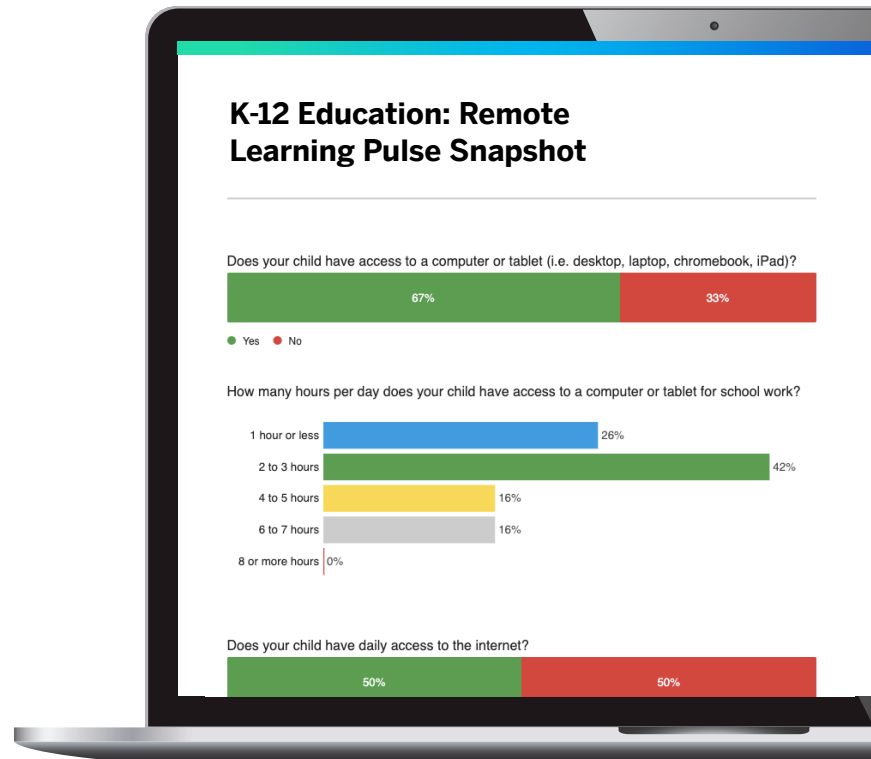 K-12 Education: Remote
Learning Pulse Snapshot
Does your child have access to a computer or tablet (i.e. desktop, laptop, chromebook, iPad)?
67% 33%
Yes No
How many hours per day does your child have access to a computer or tablet for school work?
1 hour or less 26%
2 to 3 hours 42%
4 to 5 hours 16%
6 to 7 hours 16%
8 or more hours 0%
Does your child have daily access to the internet?
50% 50%